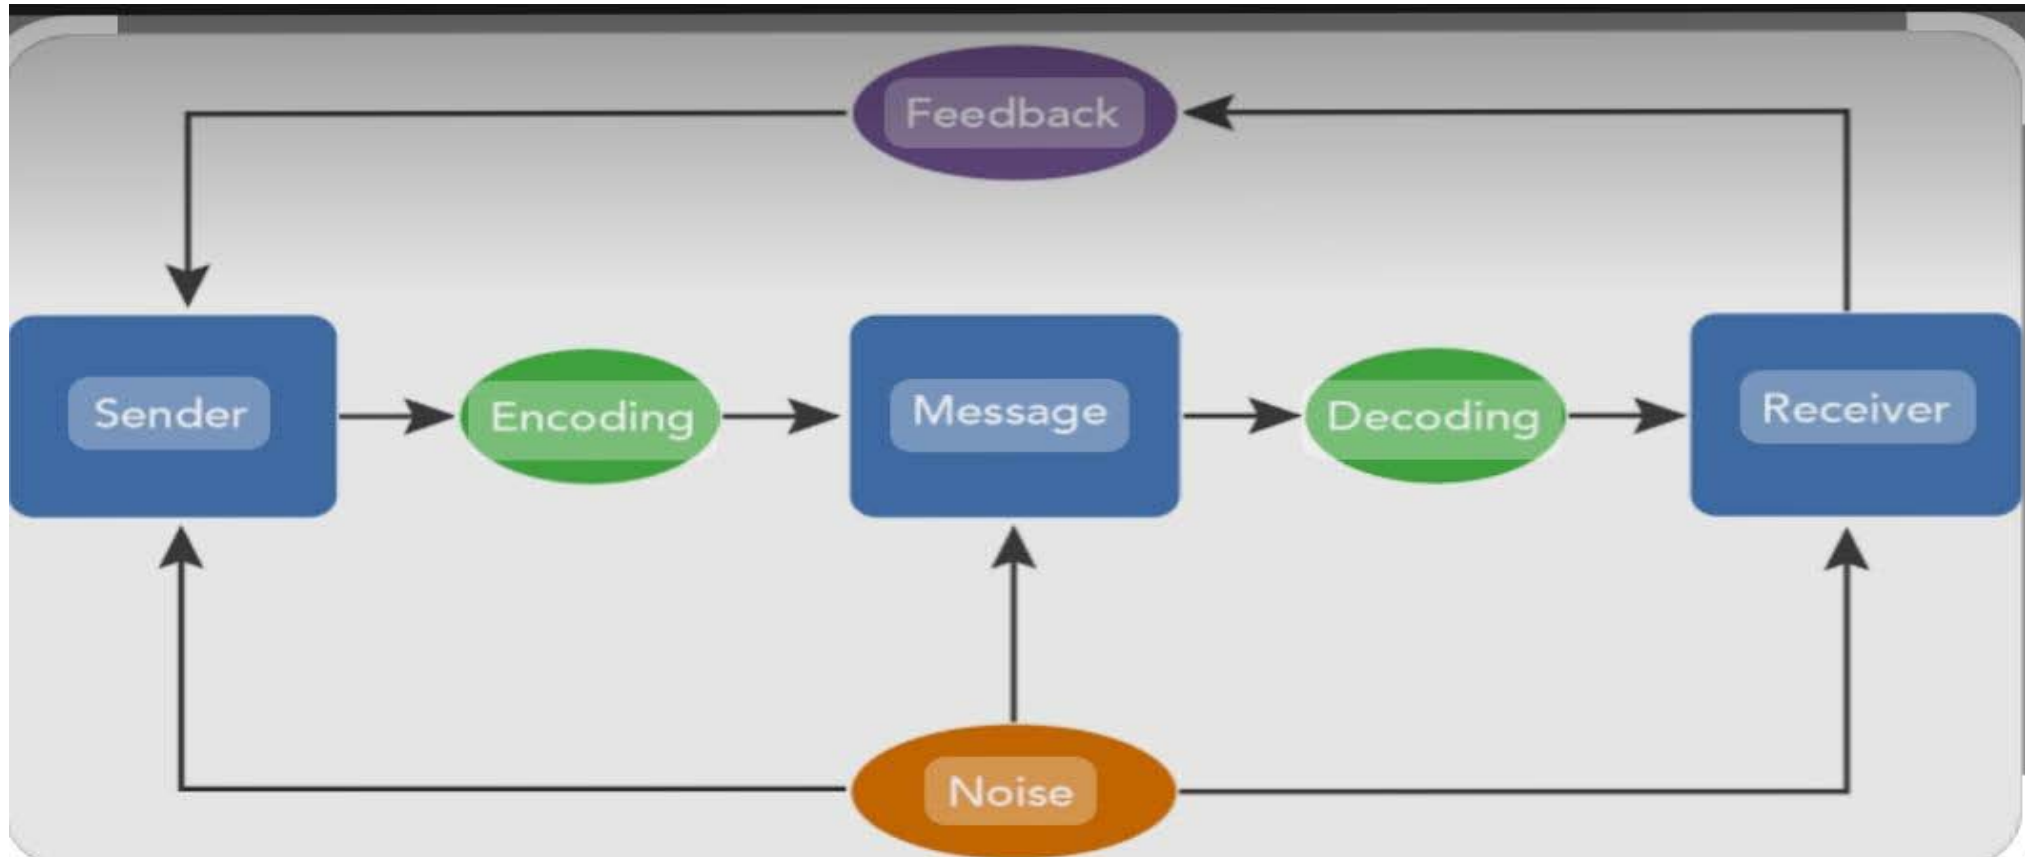 Feedback
Sender
Encoding
Message
Decoding
Receiver
Noise